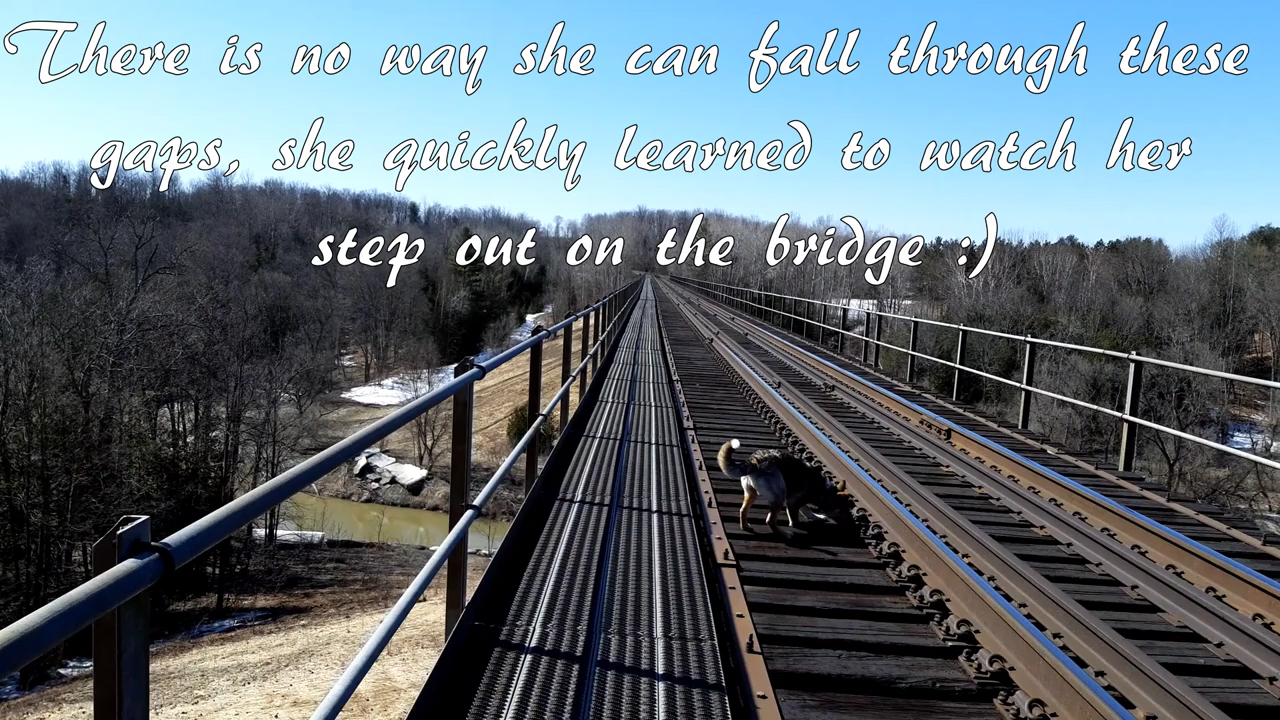 There is no way she can fall through these
gaps, she quickly learned to watch her
step out on the bridge :)